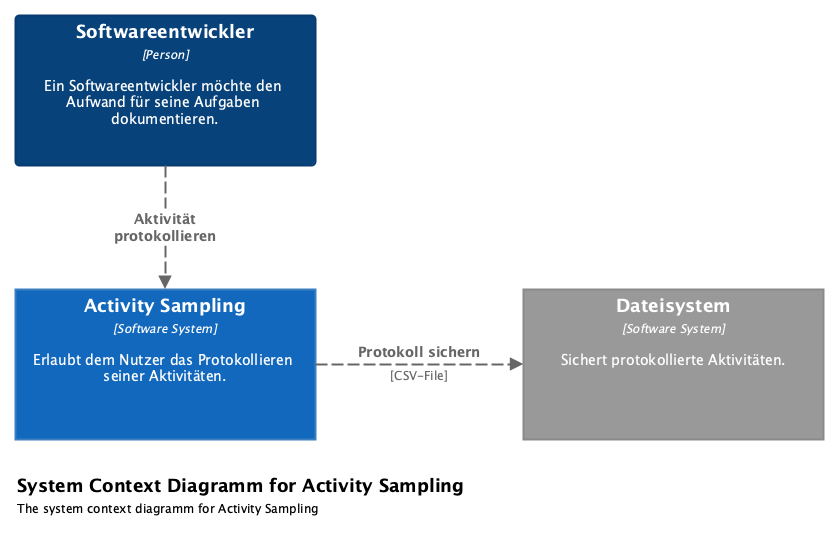 Softwareentwickler
[Person]
Ein Softwareentwickler möchte den
Aufwand für seine Aufgaben
dokumentieren.
Aktivität
protokollieren
Activity Sampling
[Software System]
Erlaubt dem Nutzer das Protokollieren
seiner Aktivitäten.
Protokoll sichern
[CSV-File]
Dateisystem
[Software System]
Sichert protokollierte Aktivitäten.
System Context Diagramm for Activity Sampling
The system context diagramm for Activity Sampling